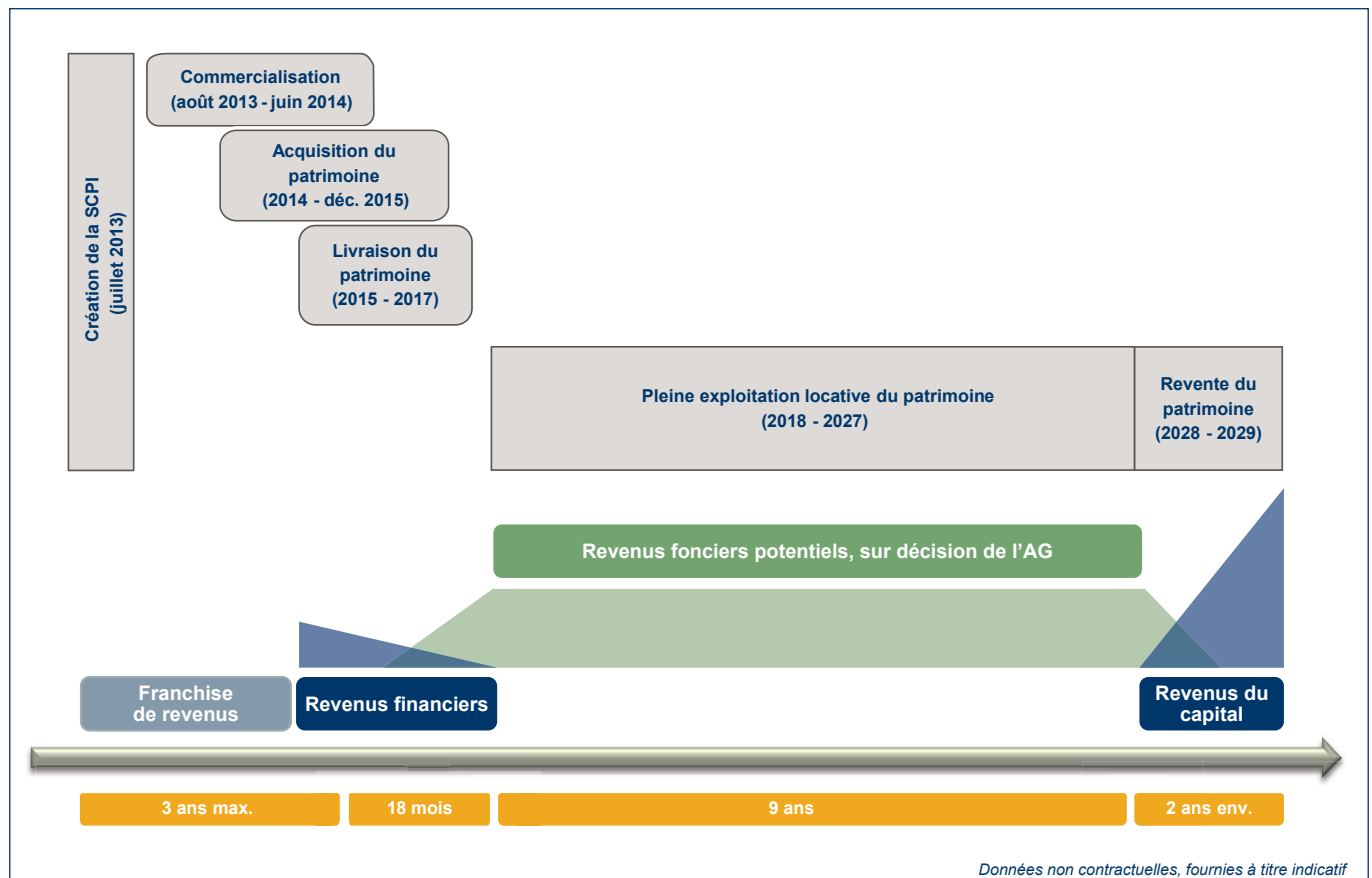 Création de la SCPI
(juillet 2013)
Commercialisation
(août 2013 - juin 2014)
Acquisition du
patrimoine
(2014 - déc. 2015)
Livraison du
patrimoine
(2015 - 2017)
Pleine exploitation locative du patrimoine
(2018 - 2027)
Revente du
patrimoine
(2028 - 2029)
Revenus fonciers potentiels, sur décision de l’AG
Franchise
de revenus
Revenus financiers
Revenus du
capital
3 ans max.
18 mois
9 ans
2 ans env.
Données non contractuelles, fournies à titre indicatif